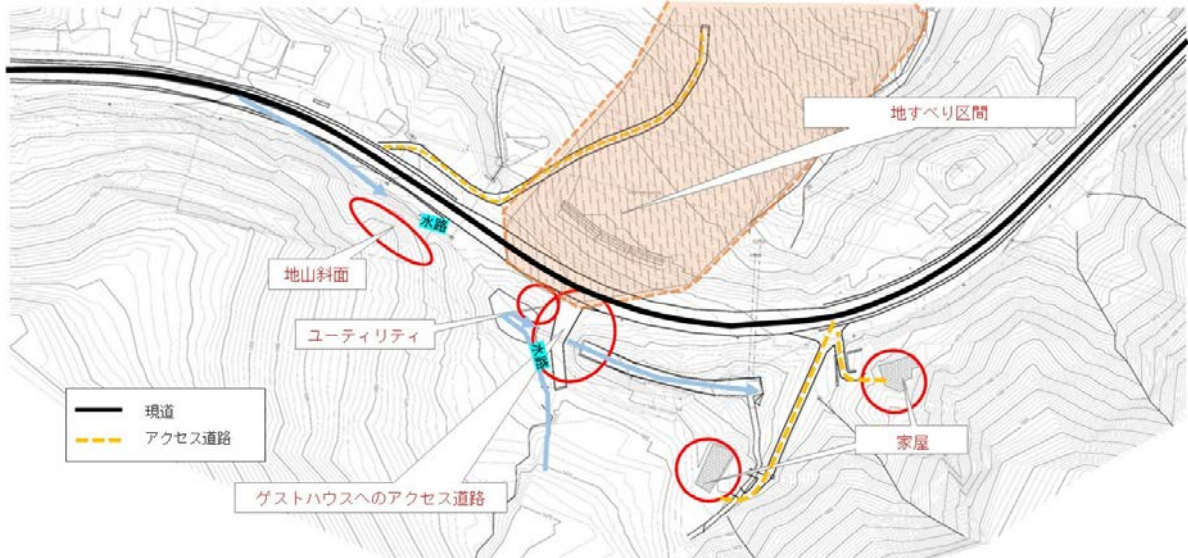 地すべり区間
水路
地山斜面
ユーティリティ
水路
現道
アクセス道路
家屋
ゲストハウスへのアクセス道路